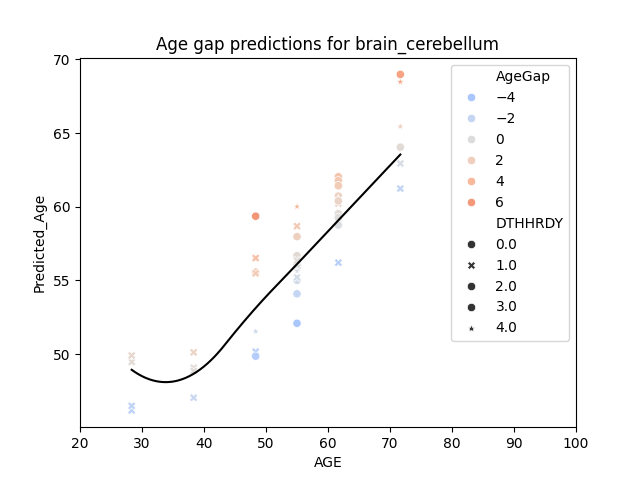 Age gap predictions for brain_cerebellum
Predicted_Age
70
65
60
55
50
20 30 40 50 60 70 80 90 100
AGE
AgeGap
−4
−2
0
2
4
6
DTHHRDY
0.0
1.0
2.0
3.0
4.0